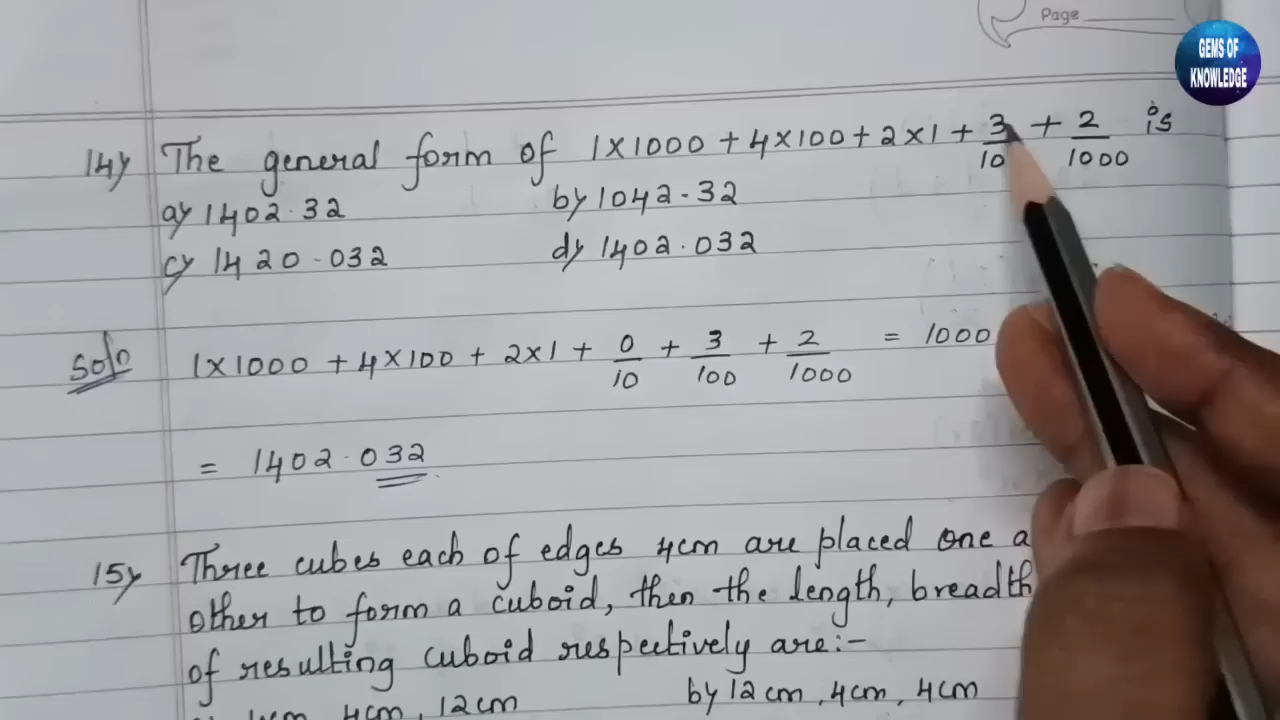 Page
GEMS OF
KNOWLEDGE
14) The general form of 1×1000 + 4×100 + 2×1 + 3/10 + 2/1000 is
a) 1402.32 b) 1042.32
c) 1420.032 d) 1402.032
Soln 1×1000 + 4×100 + 2×1 + 0/10 + 3/100 + 2/1000 = 1000
= 1402.032
15) Three cubes each of edges 4cm are placed one a
other to form a cuboid, then the length, breadth
of resulting cuboid respectively are:-
4cm, 12cm b) 12cm, 4cm, 4cm